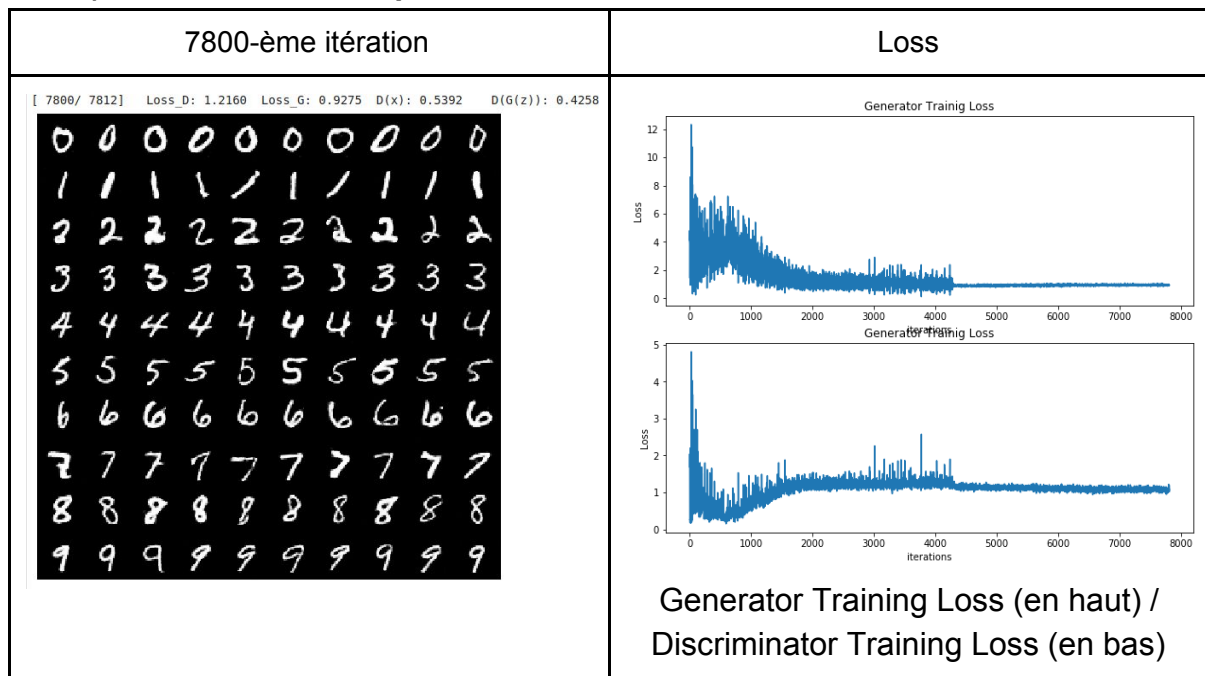 7800-ème itération
Loss
[ 7800/ 7812] Loss_D: 1.2160 Loss_G: 0.9275 D(x): 0.5392 D(G(z)): 0.4258
0 0 0 0 0 0 0 0 0 0
1 1 1 1 1 1 1 1 1 1
2 2 2 2 2 2 2 2 2 2
3 3 3 3 3 3 3 3 3 3
4 4 4 4 4 4 4 4 4 4
5 5 5 5 5 5 5 5 5 5
6 6 6 6 6 6 6 6 6 6
7 7 7 7 7 7 7 7 7 7
8 8 8 8 8 8 8 8 8 8
9 9 9 9 9 9 9 9 9 9
Generator Trainig Loss
Loss
12
10
8
6
4
2
0
0 1000 2000 3000 4000 5000 6000 7000 8000
iterations
Generator Trainig Loss
Loss
5
4
3
2
1
0
0 1000 2000 3000 4000 5000 6000 7000 8000
iterations
Generator Training Loss (en haut) /
Discriminator Training Loss (en bas)